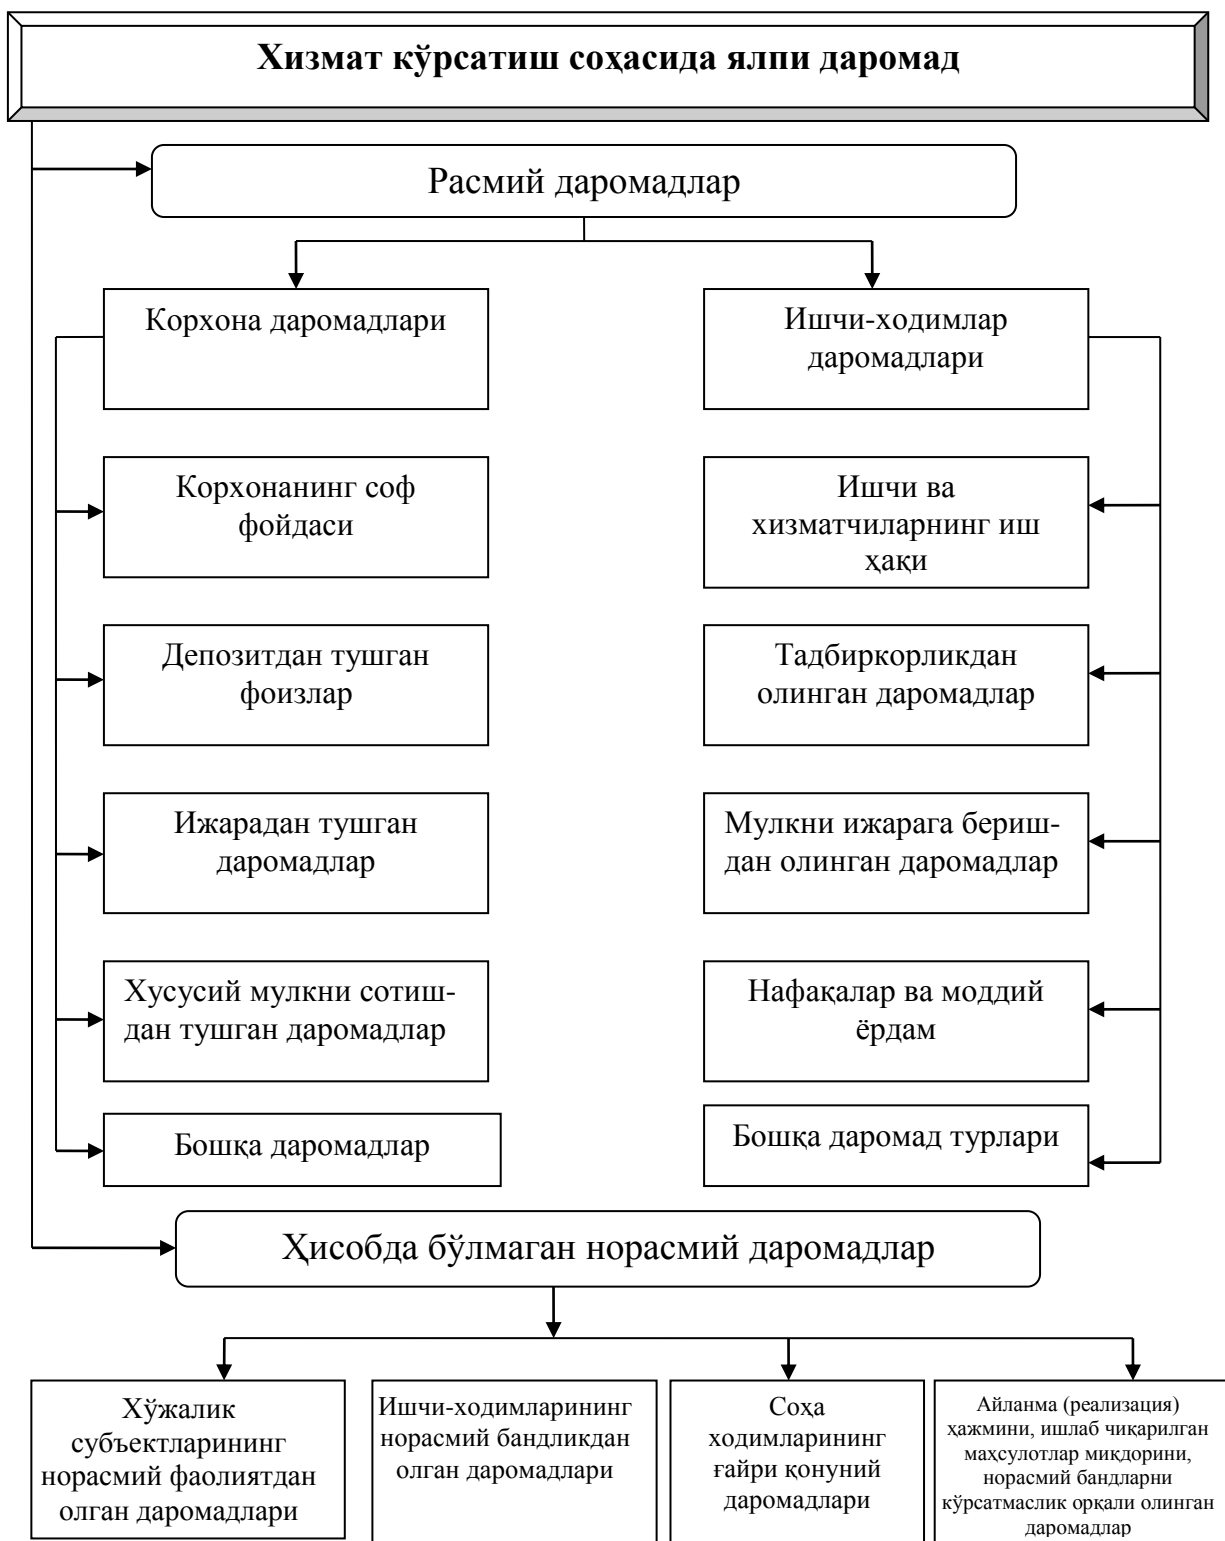 Хизмат кўрсатиш соҳасида ялпи даромад
Расмий даромадлар
Корхона даромадлари
Ишчи-ходимлар
даромадлари
Корхонанинг соф
фойдаси
Ишчи ва
хизматчиларнинг иш
ҳақи
Депозитдан тушган
фоизлар
Тадбиркорликдан
олинган даромадлар
Ижарадан тушган
даромадлар
Мулкни ижарага бериш-
дан олинган даромадлар
Хусусий мулкни сотиш-
дан тушган даромадлар
Нафақалар ва моддий
ёрдам
Бошқа даромадлар
Бошқа даромад турлари
Ҳисобда бўлмаган норасмий даромадлар
Хўжалик
субъектларининг
норасмий фаолиятдан
олган даромадлари
Ишчи-ходимларининг
норасмий бандликдан
олган даромадлари
Соҳа
ходимларининг
ғайри қонуний
даромадлари
Айланма (реализация)
ҳажмини, ишлаб чиқарилган
маҳсулотлар миқдорини,
норасмий бандларни
кўрсатмаслик орқали олинган
даромадлар